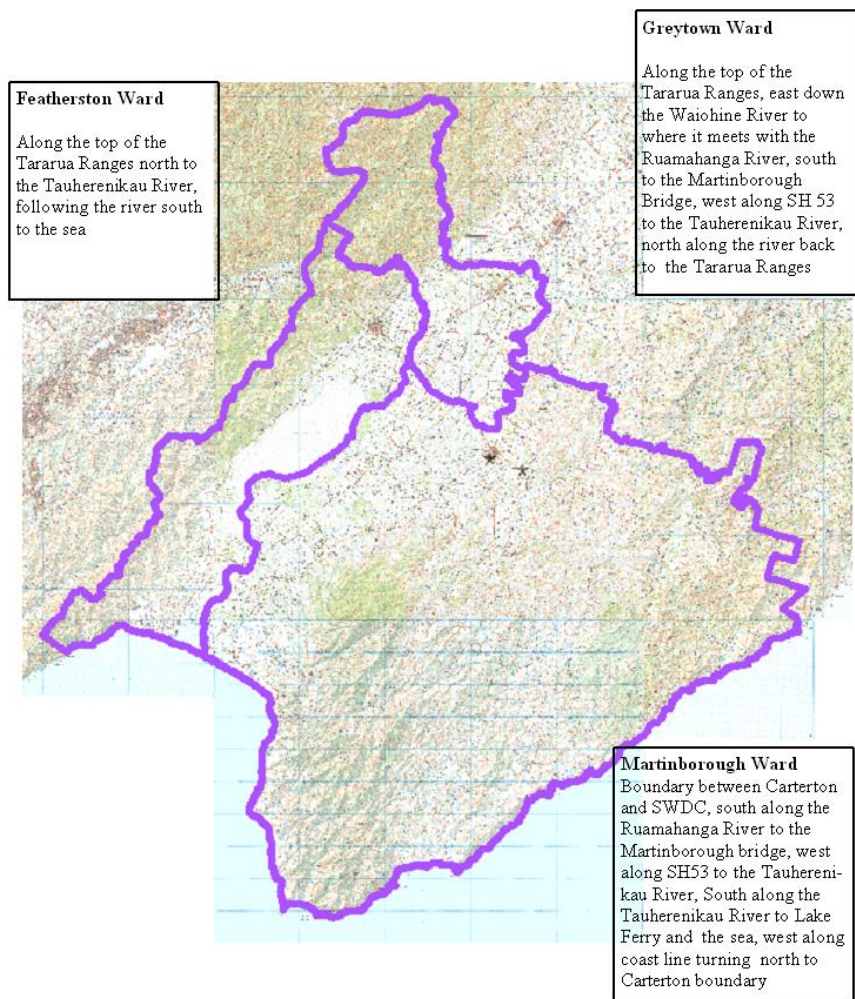 Featherston Ward
Along the top of the
Tararua Ranges north to
the Tauherenikau River,
following the river south
to the sea
Greytown Ward
Along the top of the
Tararua Ranges, east down
the Waiohine River to
where it meets with the
Ruamahanga River, south
to the Martinborough
Bridge, west along SH 53
to the Tauherenikau River,
north along the river back
to the Tararua Ranges
Martinborough Ward
Boundary between Carterton
and SWDC, south along the
Ruamahanga River to the
Martinborough bridge, west
along SH53 to the Tauhereni-
kau River, South along the
Tauherenikau River to Lake
Ferry and the sea, west along
coast line turning north to
Carterton boundary